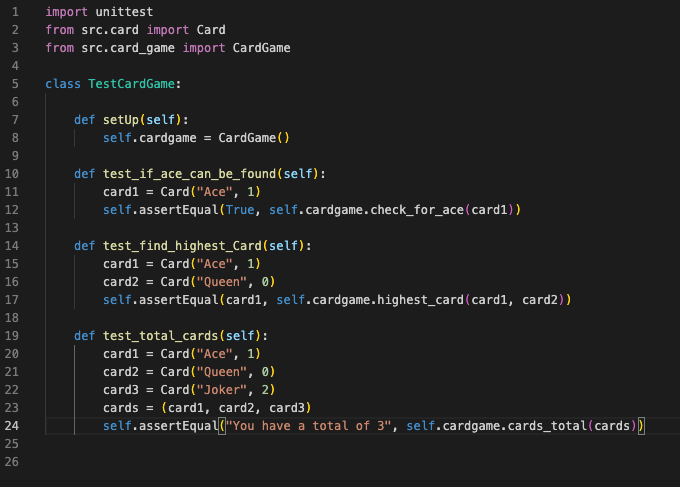 1 import unittest
2 from src.card import Card
3 from src.card_game import CardGame
4
5 class TestCardGame:
6
7     def setUp(self):
8         self.cardgame = CardGame()
9
10     def test_if_ace_can_be_found(self):
11         card1 = Card("Ace", 1)
12         self.assertEqual(True, self.cardgame.check_for_ace(card1))
13
14     def test_find_highest_Card(self):
15         card1 = Card("Ace", 1)
16         card2 = Card("Queen", 0)
17         self.assertEqual(card1, self.cardgame.highest_card(card1, card2))
18
19     def test_total_cards(self):
20         card1 = Card("Ace", 1)
21         card2 = Card("Queen", 0)
22         card3 = Card("Joker", 2)
23         cards = (card1, card2, card3)
24         self.assertEqual("You have a total of 3", self.cardgame.cards_total(cards))
25
26